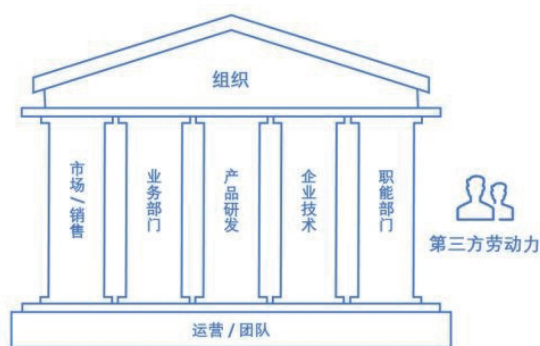 组织
市场/销售
业务部门
产品研发
企业技术
职能部门
第三方劳动力
运营/团队